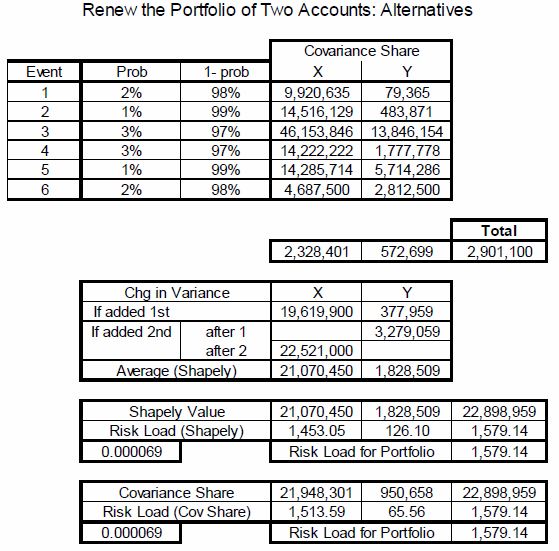 Renew the Portfolio of Two Accounts: Alternatives
Covariance Share
Event Prob 1- prob X Y
1 2% 98% 9,920,635 79,365
2 1% 99% 14,516,129 483,871
3 3% 97% 46,153,846 13,846,154
4 3% 97% 14,222,222 1,777,778
5 1% 99% 14,285,714 5,714,286
6 2% 98% 4,687,500 2,812,500
Total
2,328,401 572,699 2,901,100
Chg in Variance X Y
If added 1st 19,619,900 377,959
If added 2nd after 1 3,279,059
after 2 22,521,000
Average (Shapely) 21,070,450 1,828,509
Shapely Value 21,070,450 1,828,509 22,898,959
Risk Load (Shapely) 1,453.05 126.10 1,579.14
0.000069 Risk Load for Portfolio 1,579.14
Covariance Share 21,948,301 950,658 22,898,959
Risk Load (Cov Share) 1,513.59 65.56 1,579.14
0.000069 Risk Load for Portfolio 1,579.14